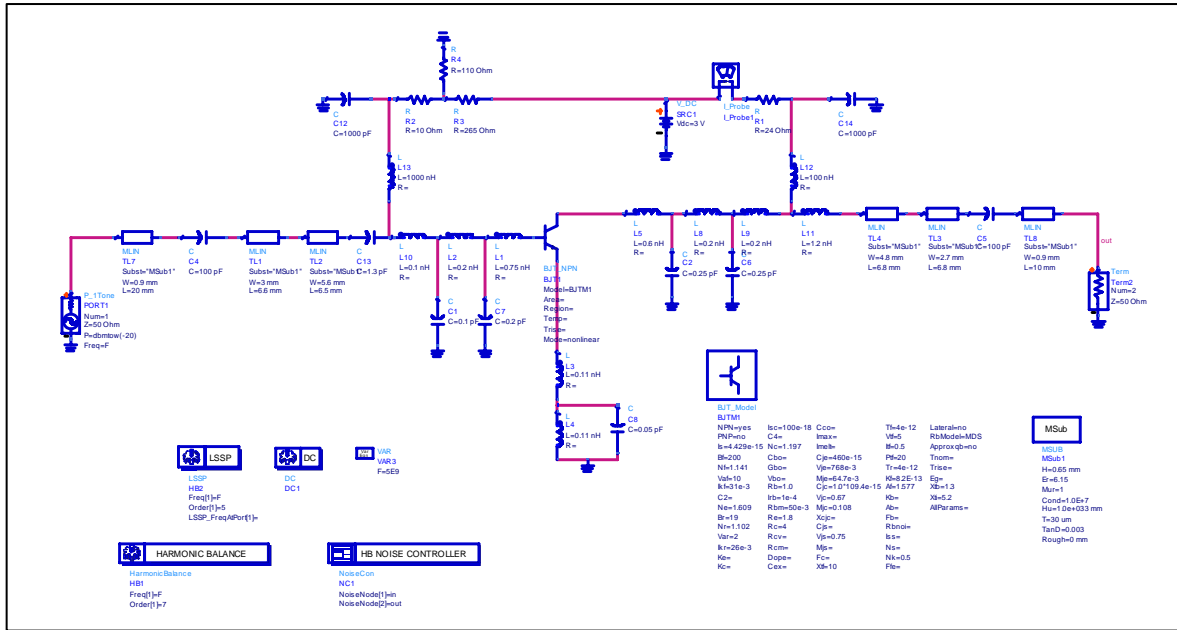 R
R4
R=110 Ohm
C
C12
C=1000 pF
R
R2
R=10 Ohm
R
R3
R=265 Ohm
V_DC
SRC1
Vdc=3 V
I_Probe
I_Probe1
R
R1
R=24 Ohm
C
C14
C=1000 pF
L
L13
L=1000 nH
R=
L
L12
L=100 nH
R=
MLIN
TL7
Subst="MSub1"
W=0.9 mm
L=20 mm
C
C4
C=100 pF
MLIN
TL1
Subst="MSub1"
W=3 mm
L=6.6 mm
MLIN
TL2
Subst="MSub1"
W=5.6 mm
L=6.5 mm
C
C13
C=1.3 pF
L
L10
L=0.1 nH
R=
L
L2
L=0.2 nH
R=
L
L1
L=0.75 nH
R=
BJT_NPN
BJT1
Model=BJTM1
Area=
Region=
Temp=
Trise=
Mode=nonlinear
L
L5
L=0.6 nH
R=
L
L8
L=0.2 nH
R=
L
L9
L=0.2 nH
R=
L
L11
L=1.2 nH
R=
MLIN
TL4
Subst="MSub1"
W=4.8 mm
L=6.8 mm
MLIN
TL3
Subst="MSub1"
W=2.7 mm
L=6.8 mm
C
C5
C=100 pF
MLIN
TL8
Subst="MSub1"
W=0.9 mm
L=10 mm
out
C
C2
C=0.25 pF
C
C6
C=0.25 pF
P_1Tone
PORT1
Num=1
Z=50 Ohm
P=dbmtow(-20)
Freq=F
C
C1
C=0.1 pF
C
C7
C=0.2 pF
Term
Term2
Num=2
Z=50 Ohm
L
L3
L=0.11 nH
R=
L
L4
L=0.11 nH
R=
C
C8
C=0.05 pF
LSSP
LSSP
HB2
Freq[1]=F
Order[1]=5
LSSP_FreqAtPort[1]=
DC
DC
DC1
VAR
VAR3
F=5E9
HARMONIC BALANCE
HarmonicBalance
HB1
Freq[1]=F
Order[1]=7
HB NOISE CONTROLLER
NoiseCon
NC1
NoiseNode[1]=in
NoiseNode[2]=out
BJT_Model
BJTM1
NPN=yes Isc=100e-18 Cco= Tf=4e-12 Lateral=no
PNP=no C4= Imax= Vtf=5 RbModel=MDS
Is=4.429e-15 Nc=1.197 Imelt= Itf=0.5 Approxqb=no
Bf=200 Cbo= Cje=460e-15 Ptf=20 Tnom=
Nf=1.141 Gbo= Vje=768e-3 Tr=4e-12 Trise=
Vaf=10 Vbo= Mje=64.7e-3 Kf=8.2E-13 Eg=
Ikf=31e-3 Rb=1.0 Cjc=1.0*109.4e-15 Af=1.577 Xtb=1.3
C2= Irb=1e-4 Vjc=0.67 Kb= Xti=5.2
Ne=1.609 Rbm=50e-3 Mjc=0.108 Ab= AllParams=
Br=19 Re=1.8 Xcjc= Fb=
Nr=1.102 Rc=4 Cjs= Rbnoi=
Var=2 Rcv= Vjs=0.75 Iss=
Ikr=26e-3 Rcm= Mjs= Ns=
Ke= Dope= Fc= Nk=0.5
Kc= Cex= Xtf=10 Ffe=
MSub
MSUB
MSub1
H=0.65 mm
Er=6.15
Mur=1
Cond=1.0E+7
Hu=1.0e+033 mm
T=30 um
TanD=0.003
Rough=0 mm